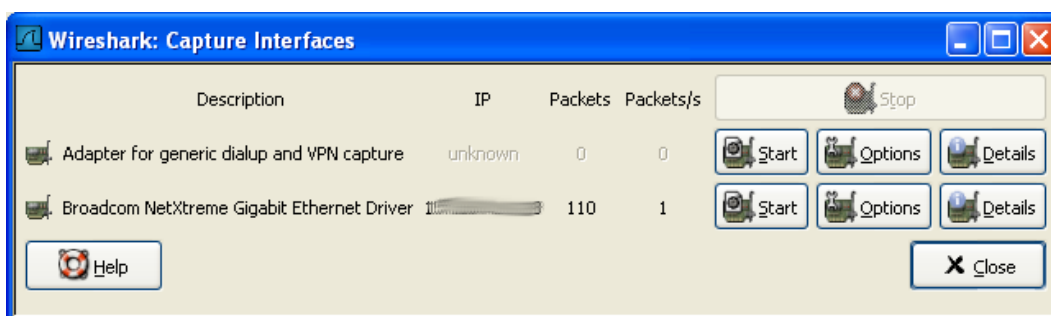 Wireshark: Capture Interfaces
Description IP Packets Packets/s Stop
Adapter for generic dialup and VPN capture unknown 0 0 Start Options Details
Broadcom NetXtreme Gigabit Ethernet Driver 110 1 Start Options Details
Help Close